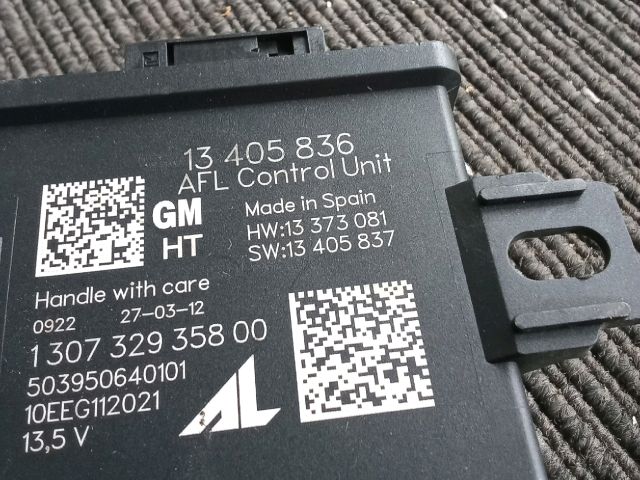 13 405 836
AFL Control Unit
GM
HT
Made in Spain
HW:13 373 081
SW:13 405 837
Handle with care
0922 27-03-12
1 307 329 358 00
503950640101
10EEG112021
13,5 V
AL